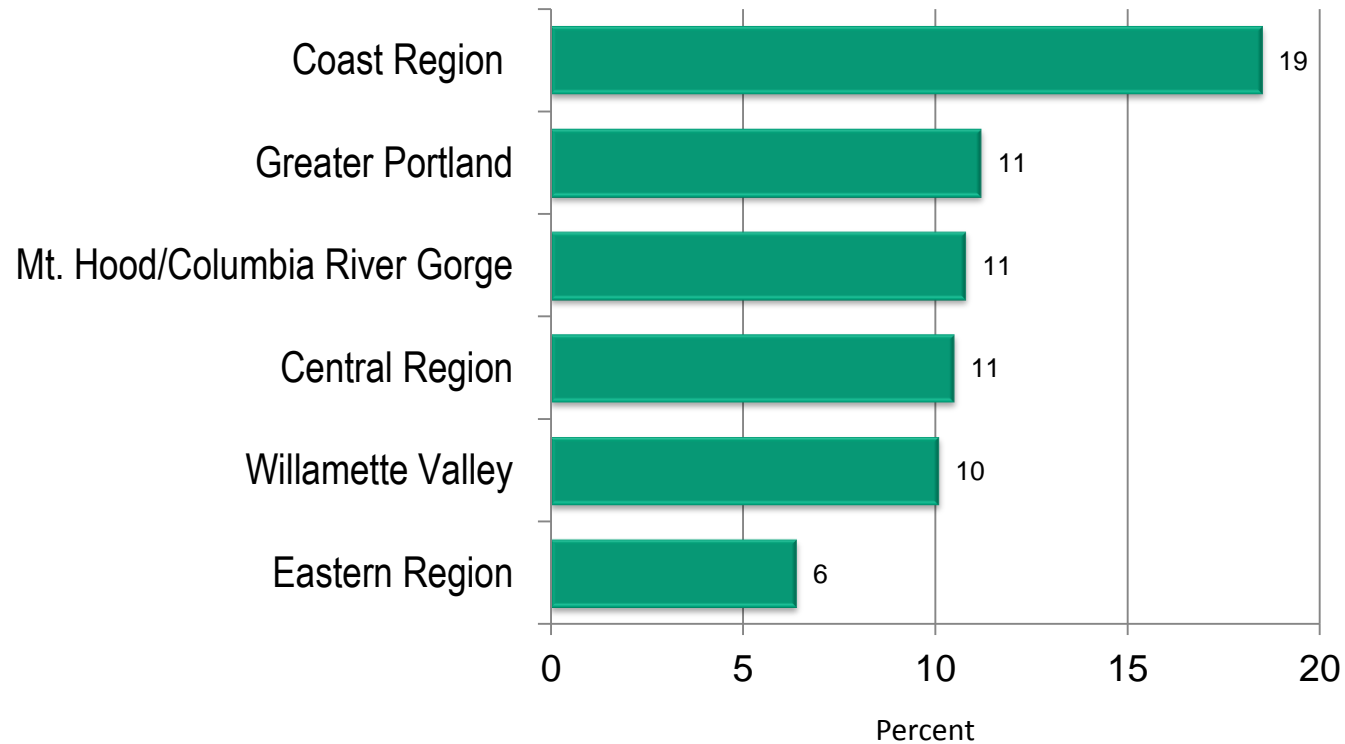 Coast Region 19
Greater Portland 11
Mt. Hood/Columbia River Gorge 11
Central Region 11
Willamette Valley 10
Eastern Region 6
0 5 10 15 20
Percent